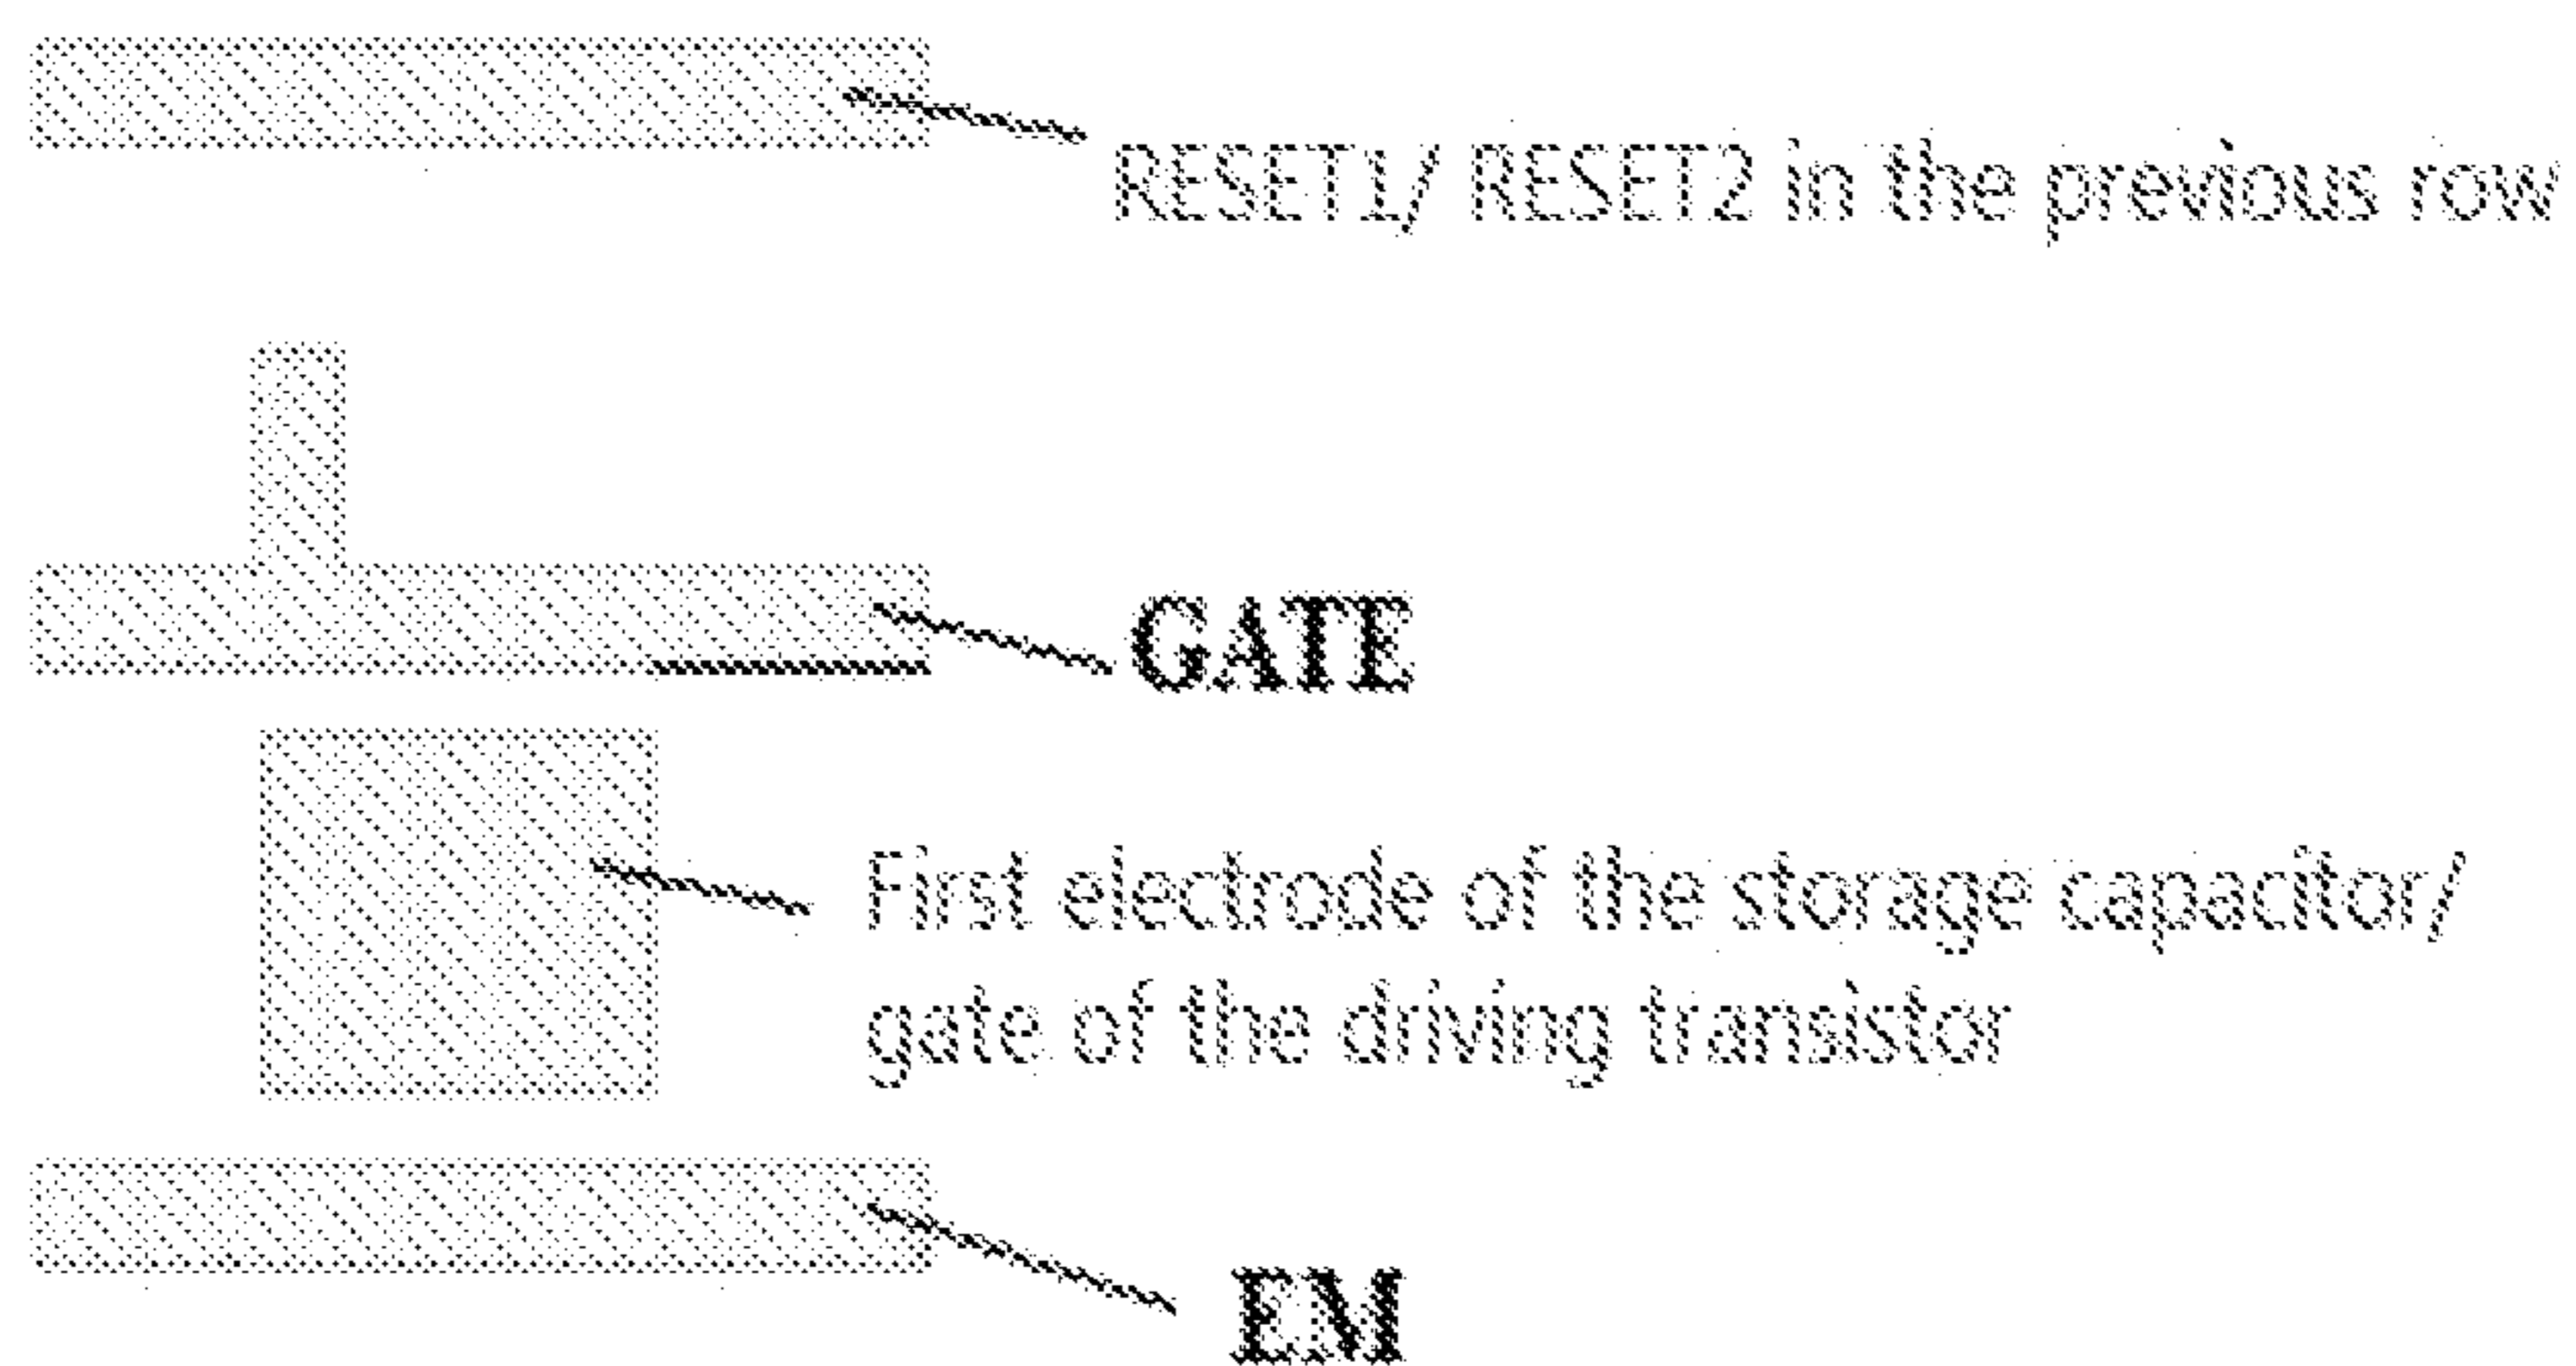 RESET1/ RESET2 in the previous row
GATE
First electrode of the storage capacitor/
gate of the driving transistor
EM